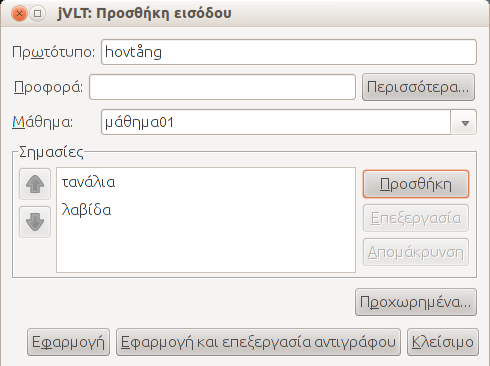 jVLT: Προσθήκη εισόδου
Πρωτότυπο: hovtång
Προφορά: Περισσότερα...
Μάθημα: μάθημα01
Σημασίες
τανάλια
λαβίδα
Προσθήκη
Επεξεργασία
Απομάκρυνση
Προχωρημένα...
Εφαρμογή Εφαρμογή και επεξεργασία αντιγράφου Κλείσιμο